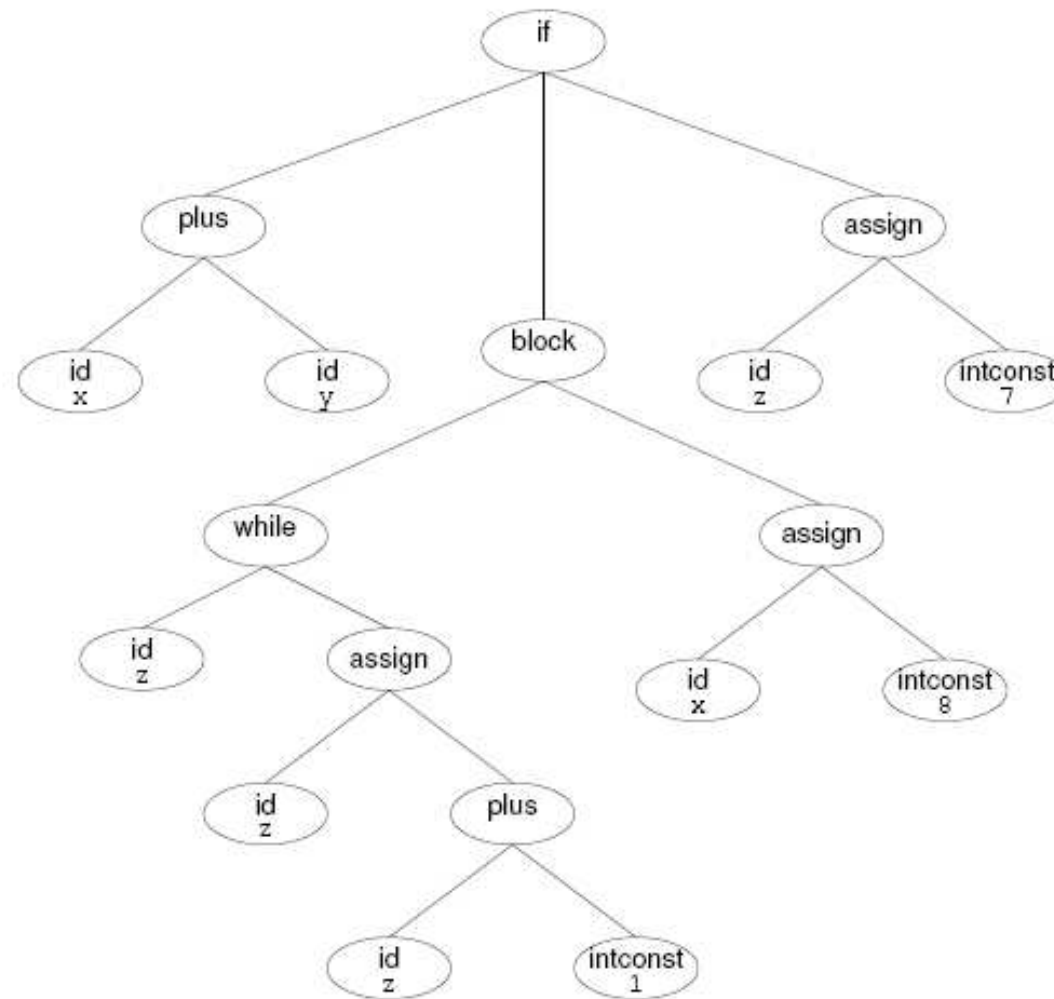 if
plus
assign
block
id
x
id
y
id
z
intconst
7
while
assign
id
z
assign
id
x
intconst
8
id
z
plus
id
z
intconst
1